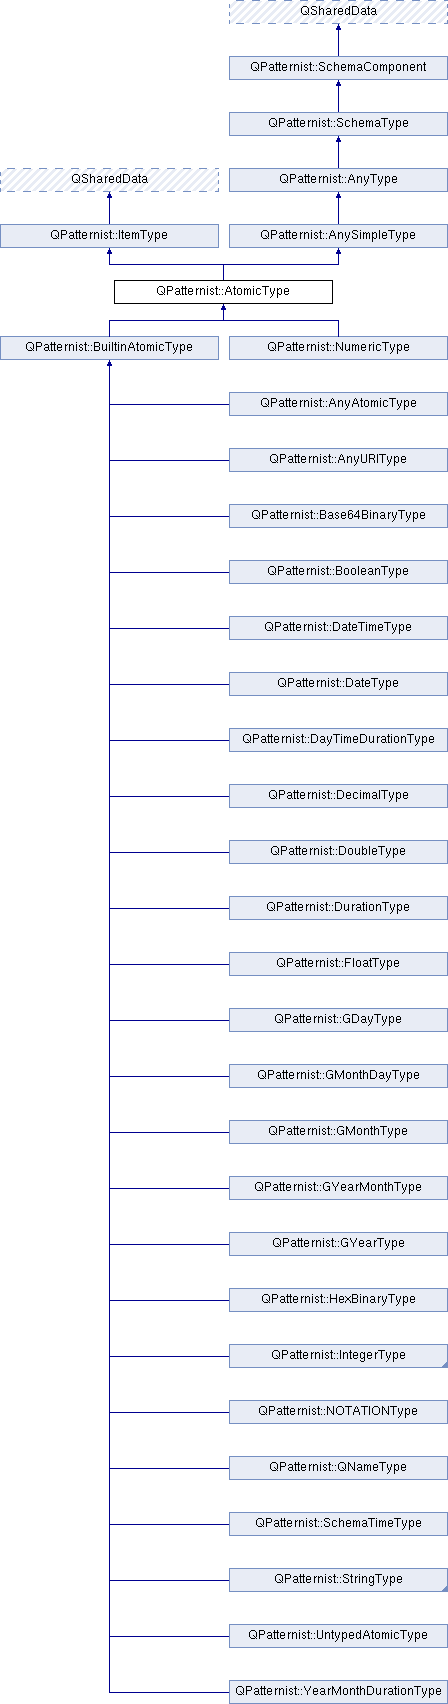 QSharedData
QPatternist::SchemaComponent
QPatternist::SchemaType
QSharedData
QPatternist::AnyType
QPatternist::ItemType
QPatternist::AnySimpleType
QPatternist::AtomicType
QPatternist::BuiltinAtomicType
QPatternist::NumericType
QPatternist::AnyAtomicType
QPatternist::AnyURIType
QPatternist::Base64BinaryType
QPatternist::BooleanType
QPatternist::DateTimeType
QPatternist::DateType
QPatternist::DayTimeDurationType
QPatternist::DecimalType
QPatternist::DoubleType
QPatternist::DurationType
QPatternist::FloatType
QPatternist::GDayType
QPatternist::GMonthDayType
QPatternist::GMonthType
QPatternist::GYearMonthType
QPatternist::GYearType
QPatternist::HexBinaryType
QPatternist::IntegerType
QPatternist::NOTATIONType
QPatternist::QNameType
QPatternist::SchemaTimeType
QPatternist::StringType
QPatternist::UntypedAtomicType
QPatternist::YearMonthDurationType